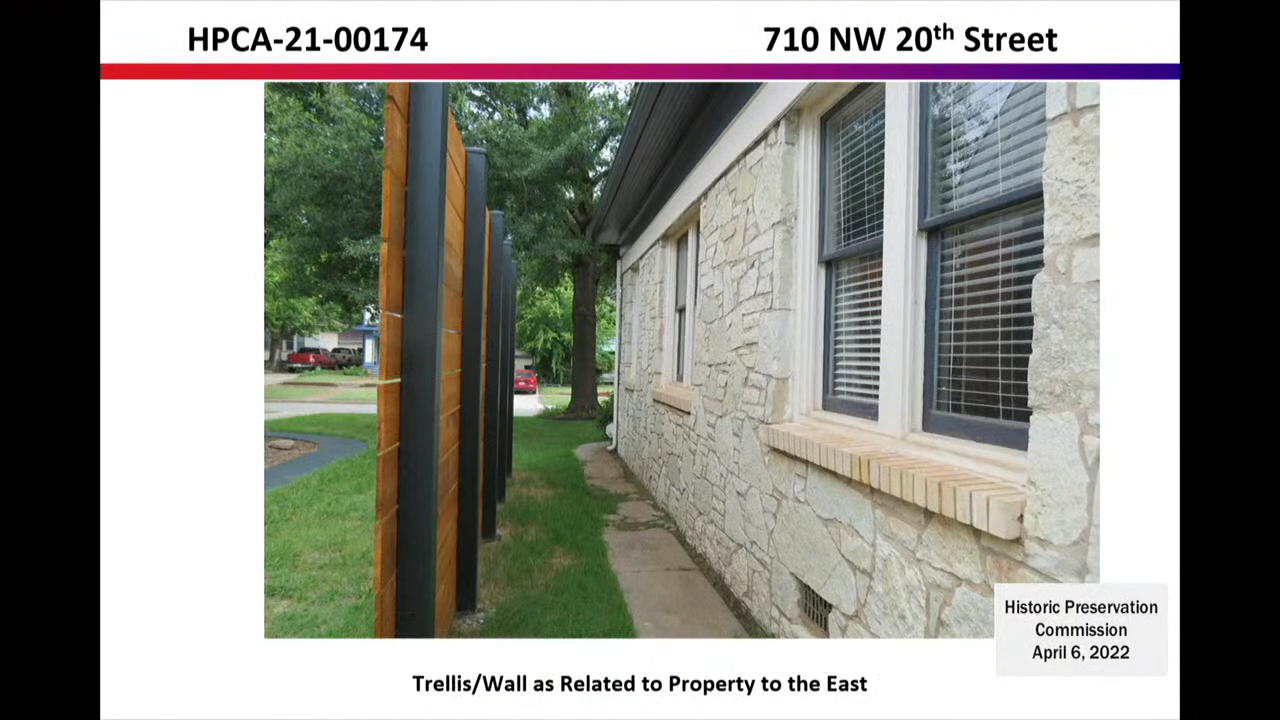 HPCA-21-00174
710 NW 20th Street
Historic Preservation
Commission
April 6, 2022
Trellis/Wall as Related to Property to the East